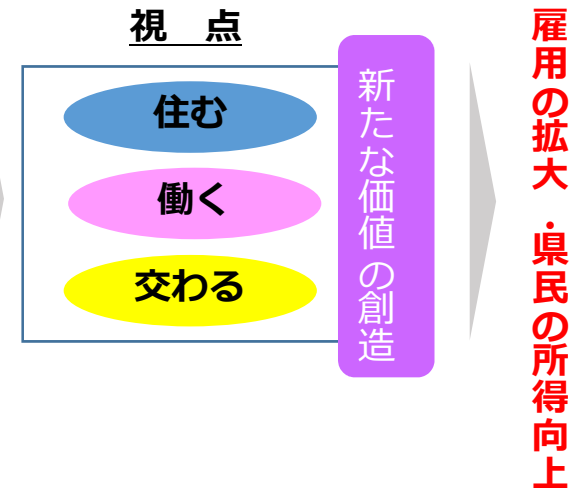 視　点
住む
働く
交わる
新たな価値の創造
雇用の拡大・県民の所得向上